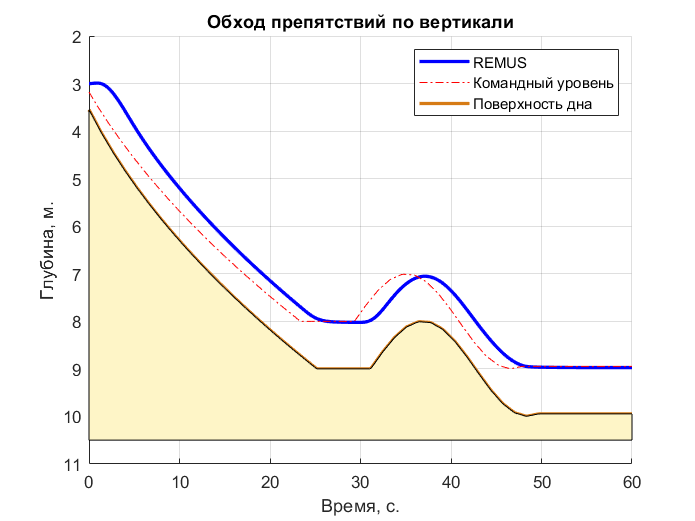 Обход препятствий по вертикали
REMUS
Командный уровень
Поверхность дна
Глубина, м.
2
3
4
5
6
7
8
9
10
11
0 10 20 30 40 50 60
Время, с.